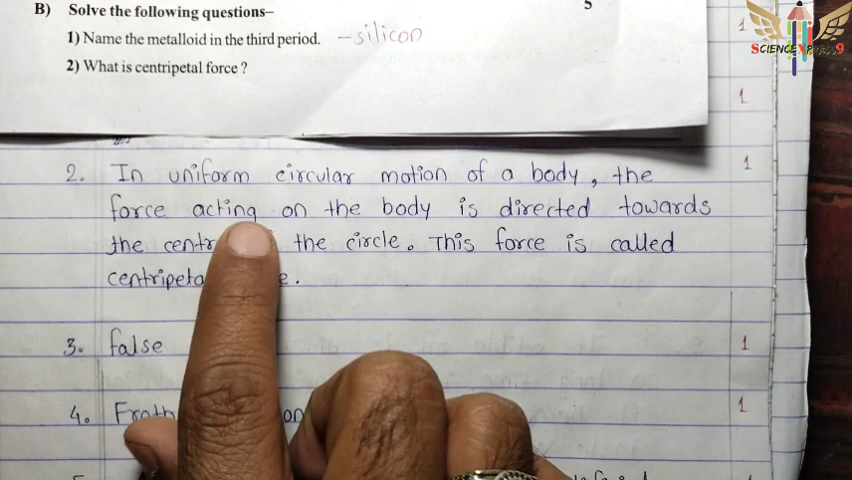 B) Solve the following questions– 5
1) Name the metalloid in the third period. – silicon
2) What is centripetal force ?
SCIENCE XPRESS9
1
1
2. In uniform circular motion of a body, the 1
force acting on the body is directed towards
the the circle. This force is called
3. false 1
4. 1